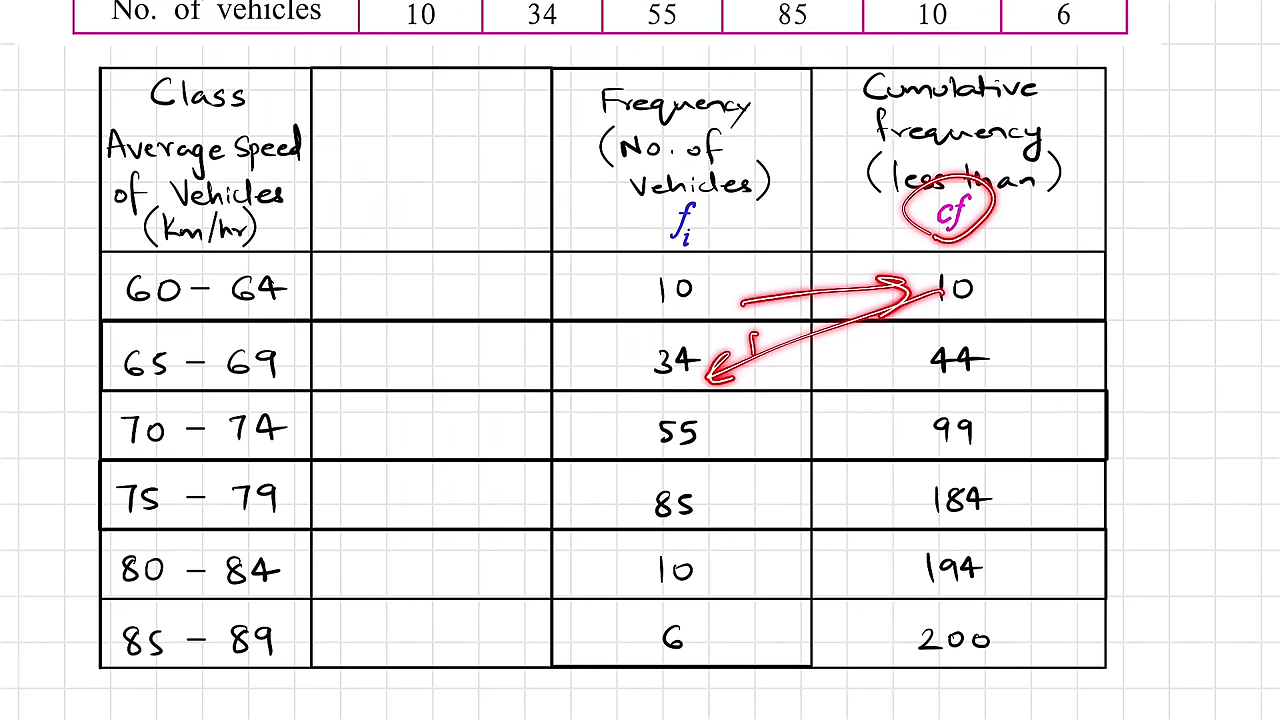 No. of vehicles 10 34 55 85 10 6
Class
Average Speed
of Vehicles
(Km/hr)
Frequency
(No. of
Vehicles)
fi
Cumulative
frequency
(less than)
cf
60 - 64 10 10
65 - 69 34 44
70 - 74 55 99
75 - 79 85 184
80 - 84 10 194
85 - 89 6 200